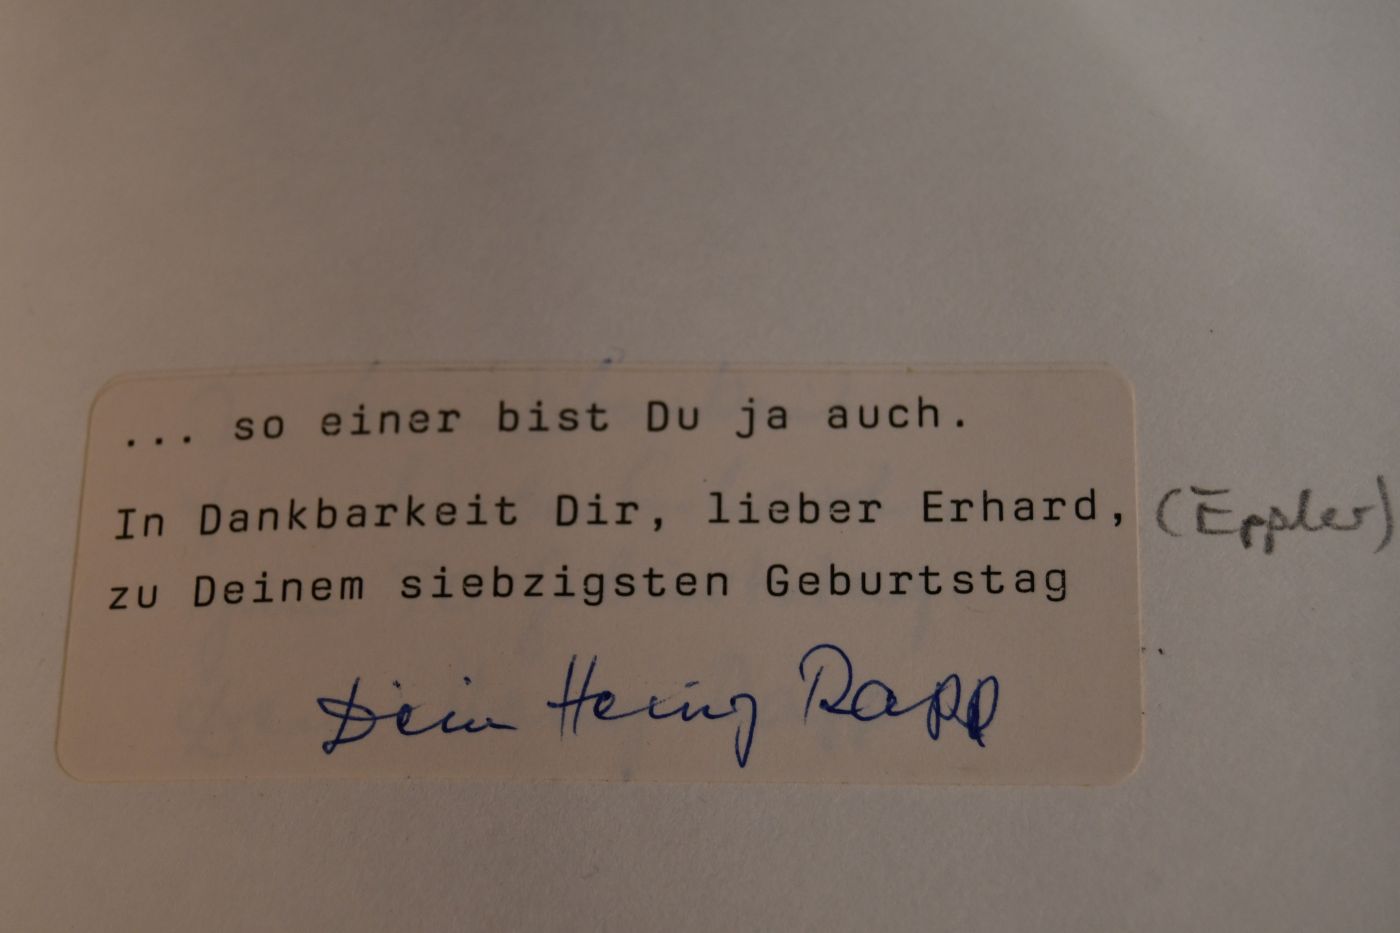 ... so einer bist Du ja auch.
In Dankbarkeit Dir, lieber Erhard, (Eppler)
zu Deinem siebzigsten Geburtstag
Dein Heinz Rapp